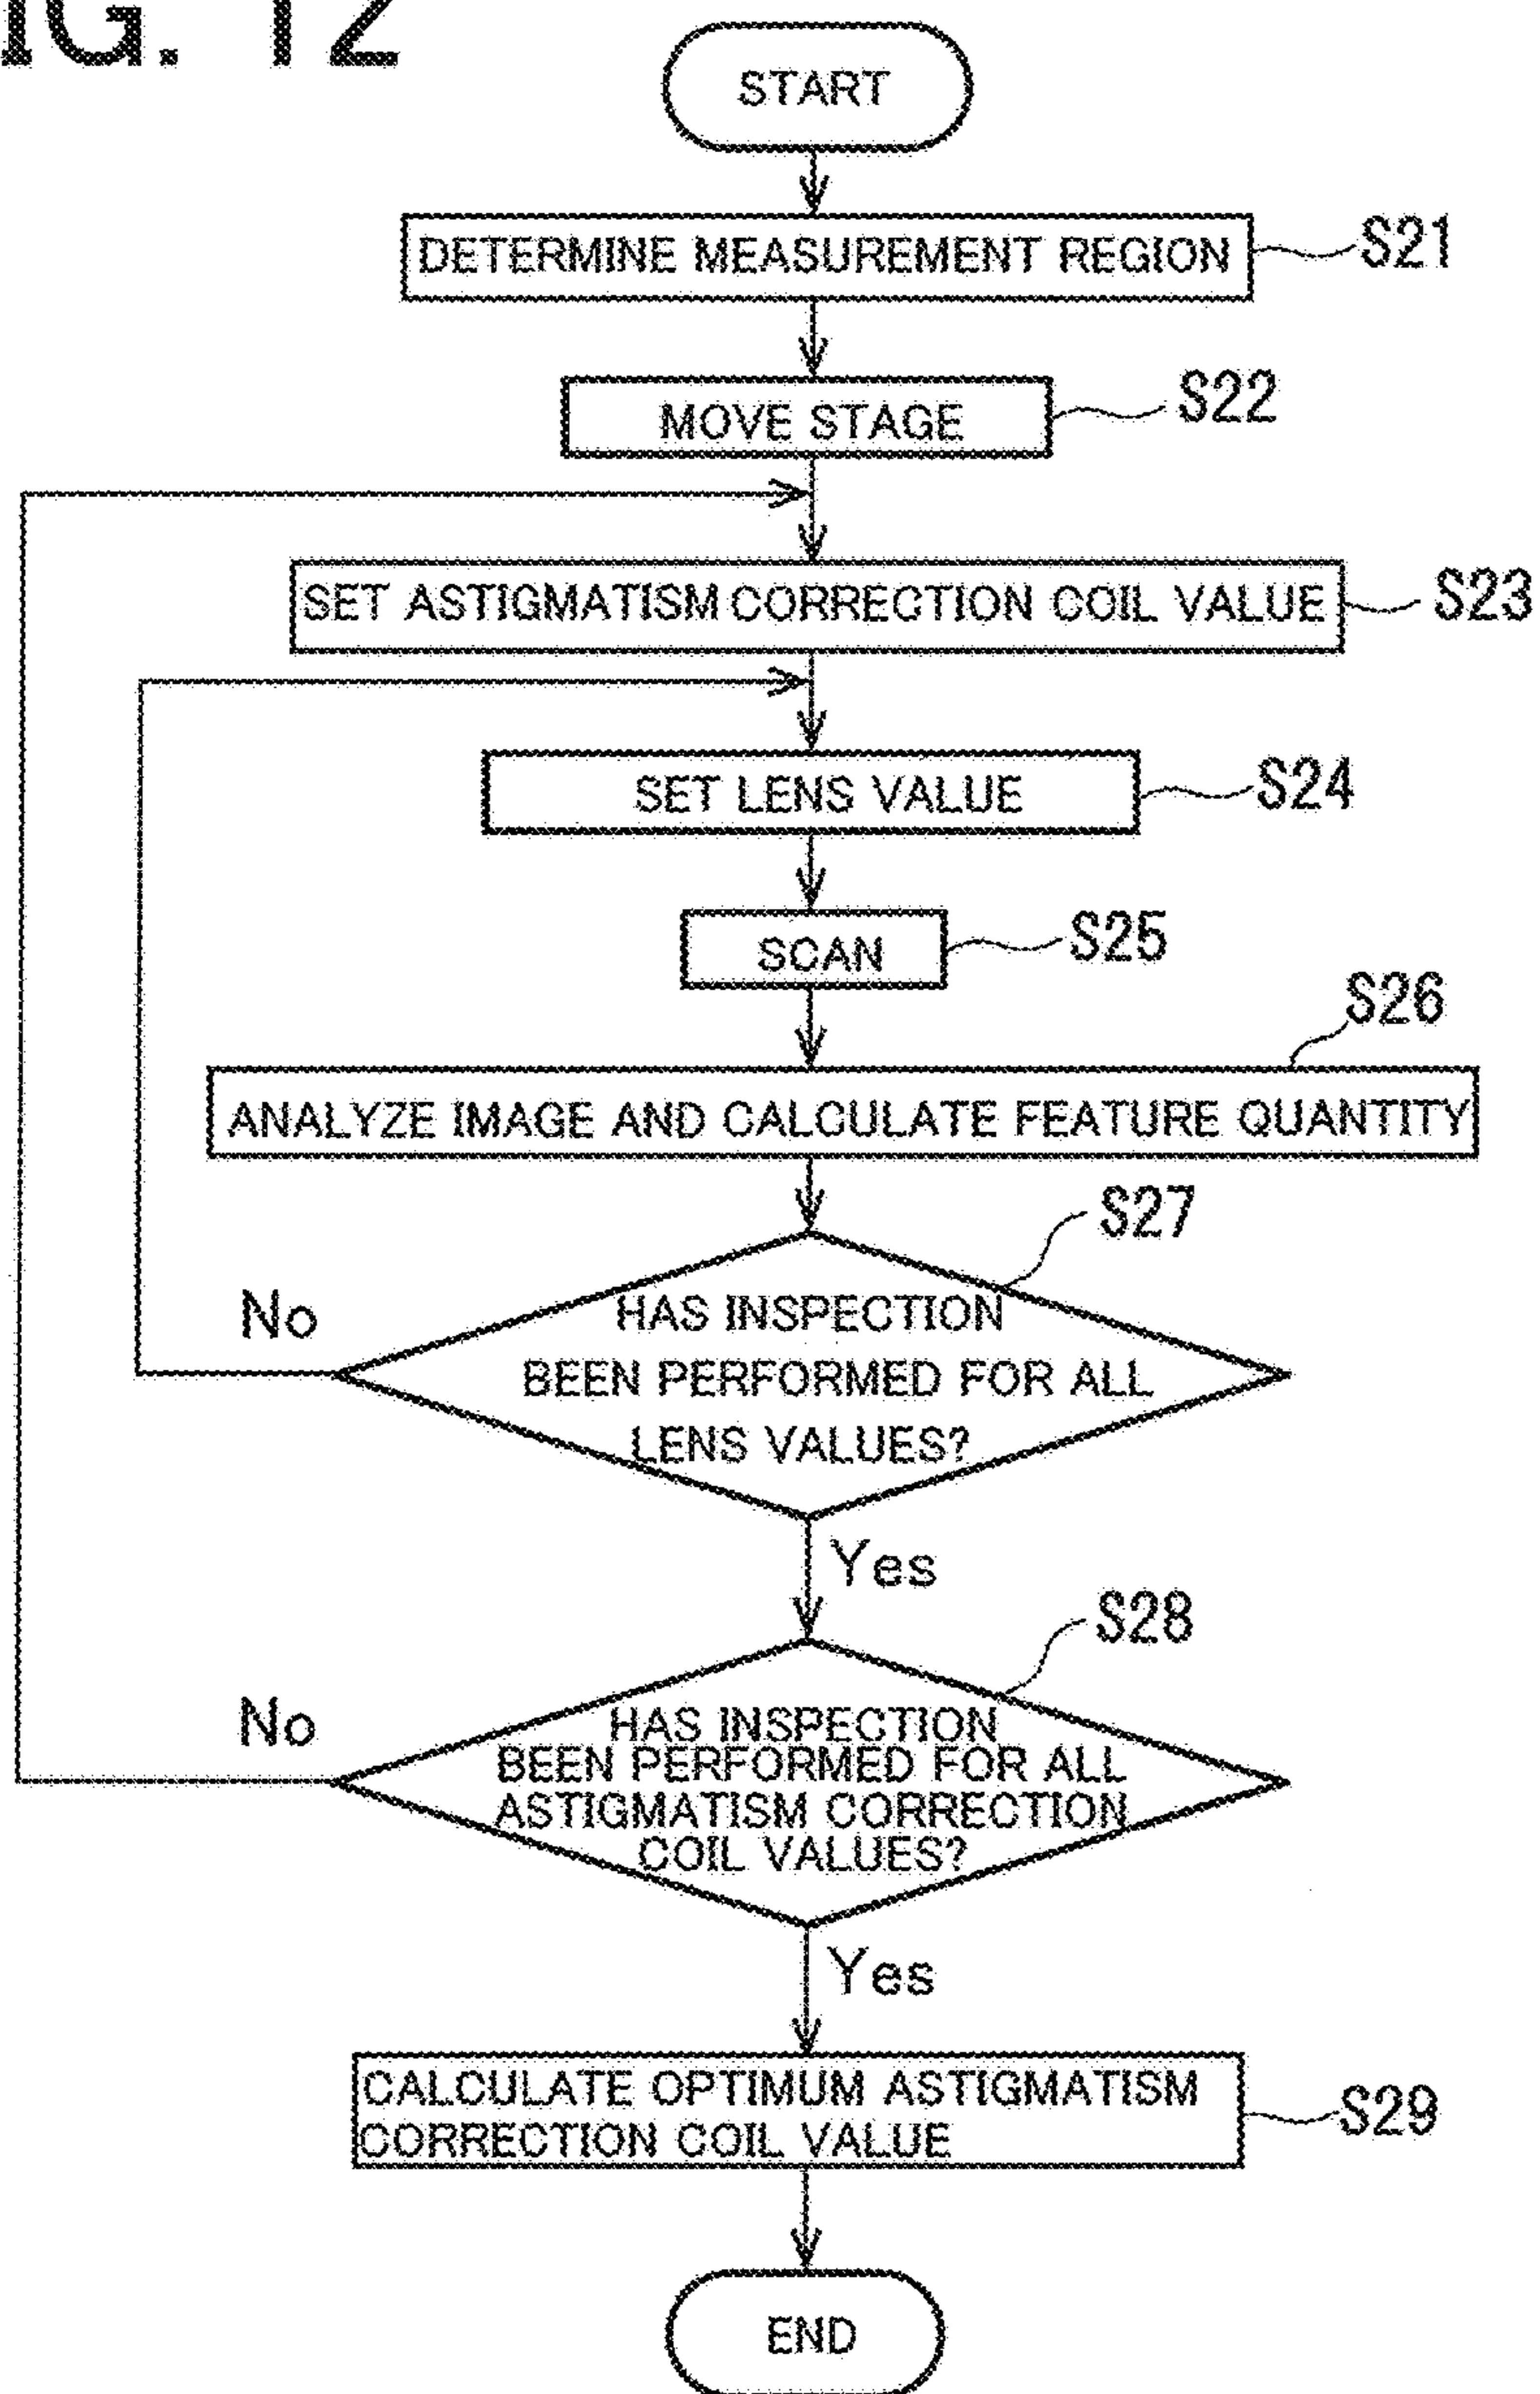 IG. 12
START
DETERMINE MEASUREMENT REGION
S21
MOVE STAGE
S22
SET ASTIGMATISM CORRECTION COIL VALUE
S23
SET LENS VALUE
S24
SCAN
S25
S26
ANALYZE IMAGE AND CALCULATE FEATURE QUANTITY
S27
HAS INSPECTION
BEEN PERFORMED FOR ALL
LENS VALUES?
No
Yes
S28
HAS INSPECTION
BEEN PERFORMED FOR ALL
ASTIGMATISM CORRECTION
COIL VALUES?
No
Yes
CALCULATE OPTIMUM ASTIGMATISM
CORRECTION COIL VALUE
S29
END